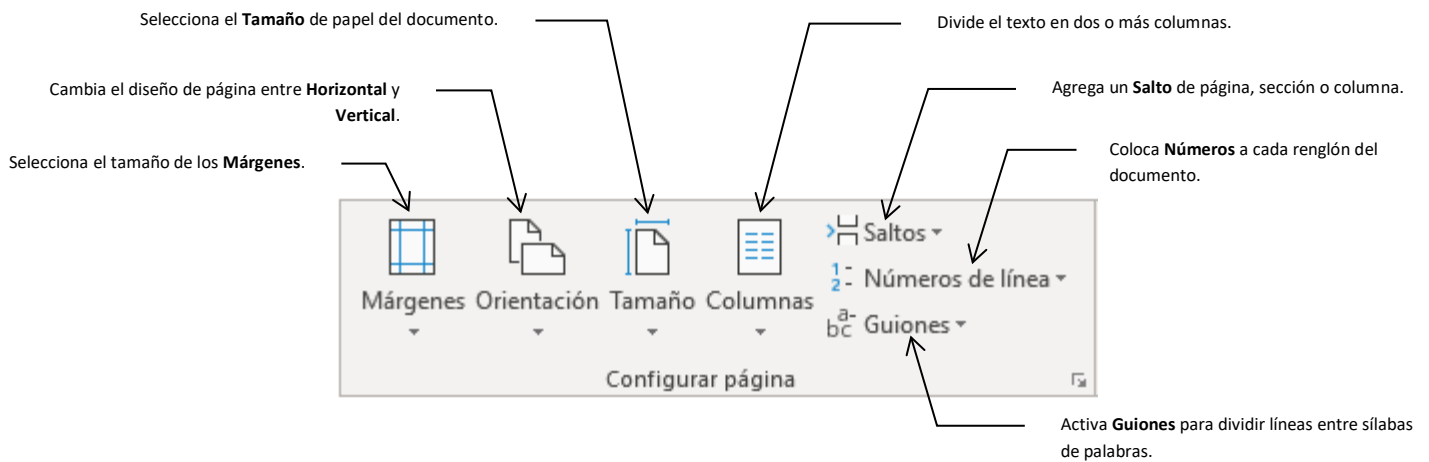 Selecciona el Tamaño de papel del documento.
Divide el texto en dos o más columnas.
Cambia el diseño de página entre Horizontal y
Vertical.
Agrega un Salto de página, sección o columna.
Selecciona el tamaño de los Márgenes.
Coloca Números a cada renglón del
documento.
Márgenes
Orientación
Tamaño
Columnas
Saltos
1
2
Números de línea
a-
bc
Guiones
Configurar página
Activa Guiones para dividir líneas entre sílabas
de palabras.